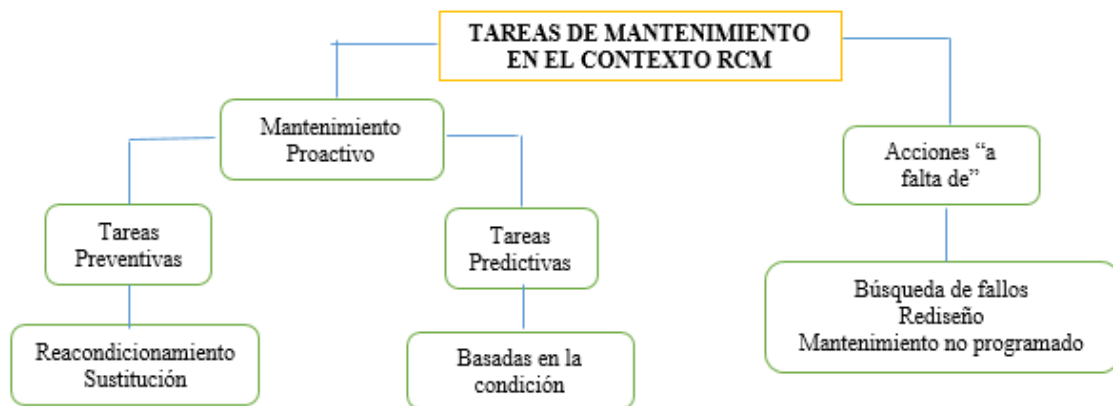 TAREAS DE MANTENIMIENTO
EN EL CONTEXTO RCM
Mantenimiento
Proactivo
Acciones “a
falta de”
Tareas
Preventivas
Tareas
Predictivas
Búsqueda de fallos
Rediseño
Mantenimiento no programado
Reacondicionamiento
Sustitución
Basadas en la
condición